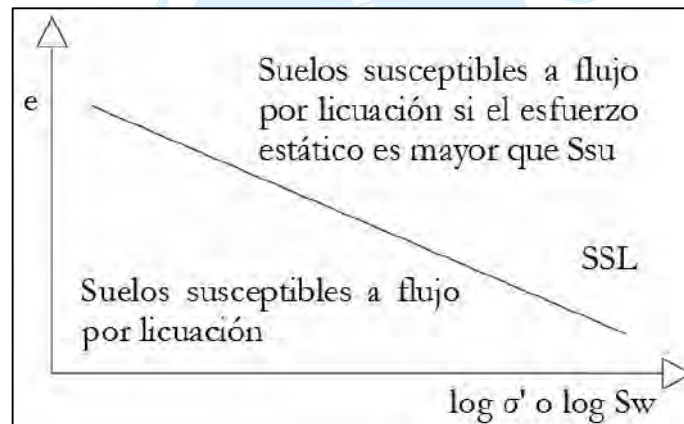 Suelos susceptibles a flujo
por licuación si el esfuerzo
estático es mayor que Ssu
e
SSL
Suelos susceptibles a flujo
por licuación
log σ' o log Sw